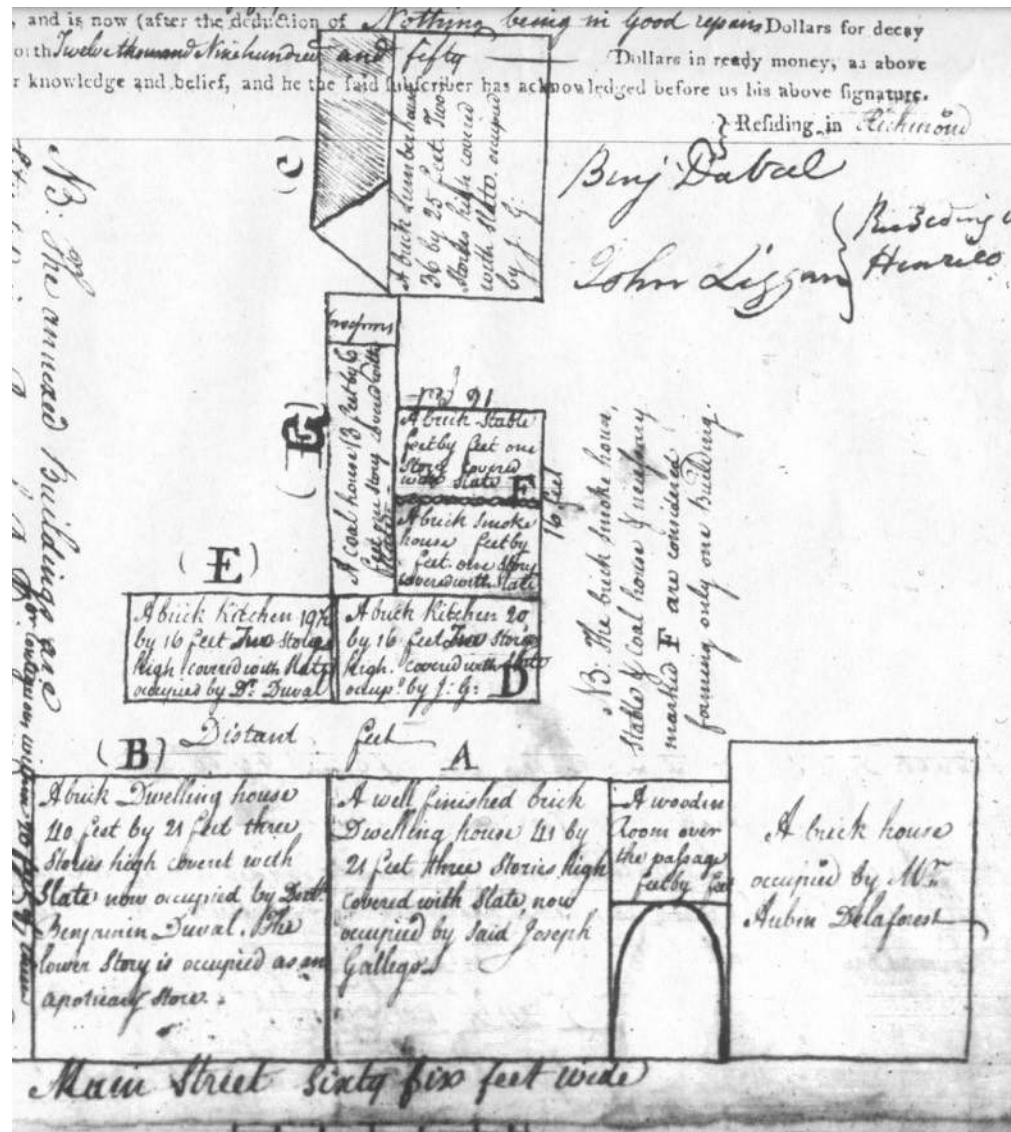 , and is now (after the deduction of Nothing being in Good repairs Dollars for decay
orth Twelve thousand Nine hundred and fifty Dollars in ready money, as above
r knowledge and belief, and he the said subscriber has acknowledged before us his above signature.
Residing in Richmond
Benj Duval
John Liggan
Residing
Henrico
(C)
A brick lumber house
36 by 25 feet Two
Stories high covered
with Slate. occupied
by J. G.
(G)
A Coal house 13 feet by 6
feet one Story covered with
Slate
A brick Stable
feet by feet one
Story covered
with Slate
F
A brick Smoke
house feet by
feet. one Story
covered with Slate
16 feet
NB. The brick smoke house,
Stable & Coal house & necessary
marked F are considered
forming only one building.
NB. The annexed Buildings are
(E)
A brick Kitchen 19½
by 16 feet Two Stories
high. covered with Slate
occupied by Dr. Duval
A brick Kitchen 20
by 16 feet Two Stories
high. covered with Slate
occupd. by J: G:
D
Distant feet
(B)
A brick Dwelling house
40 feet by 21 feet three
Stories high coverd with
Slate now occupied by Doctr.
Benjamin Duval. The
lower Story is occupied as an
Apothecary Store.
A
A well finished brick
Dwelling house 41 by
21 feet three Stories high
Covered with Slate, now
occupied by Said Joseph
Gallego
A wooden
Room over
the passage
feet by feet
A brick house
occupied by Mr.
Aubin Delaforest
Main Street Sixty six feet wide